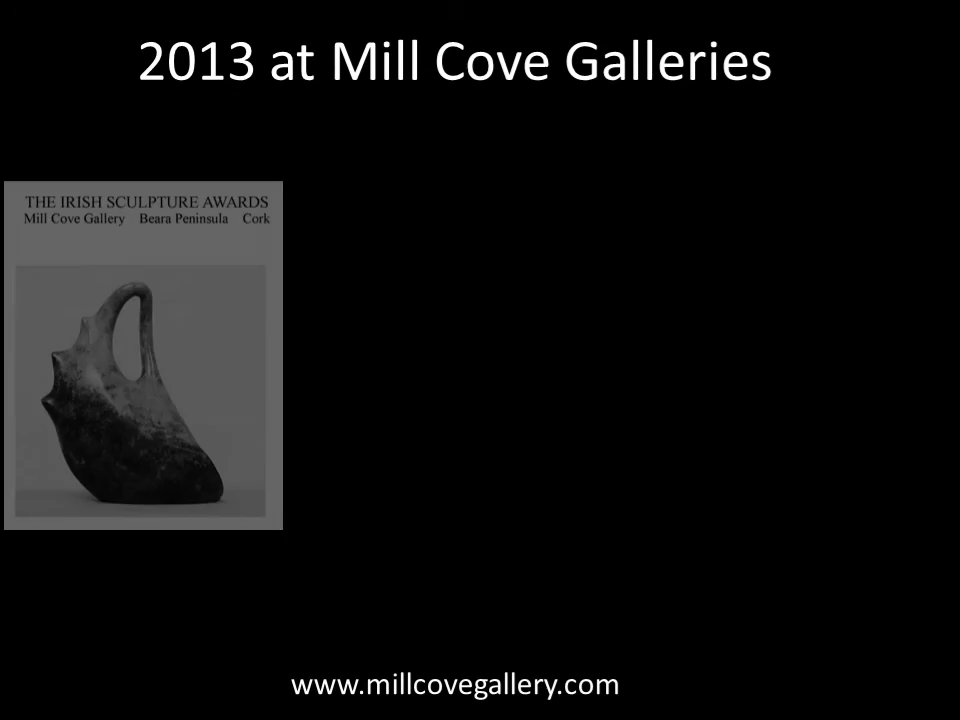 2013 at Mill Cove Galleries
THE IRISH SCULPTURE AWARDS
Mill Cove Gallery Beara Peninsula Cork
www.millcovegallery.com